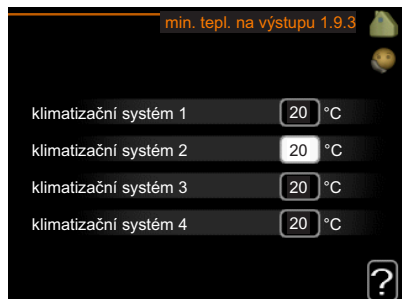 min. tepl. na výstupu 1.9.3
klimatizační systém 1 20 °C
klimatizační systém 2 20 °C
klimatizační systém 3 20 °C
klimatizační systém 4 20 °C
?